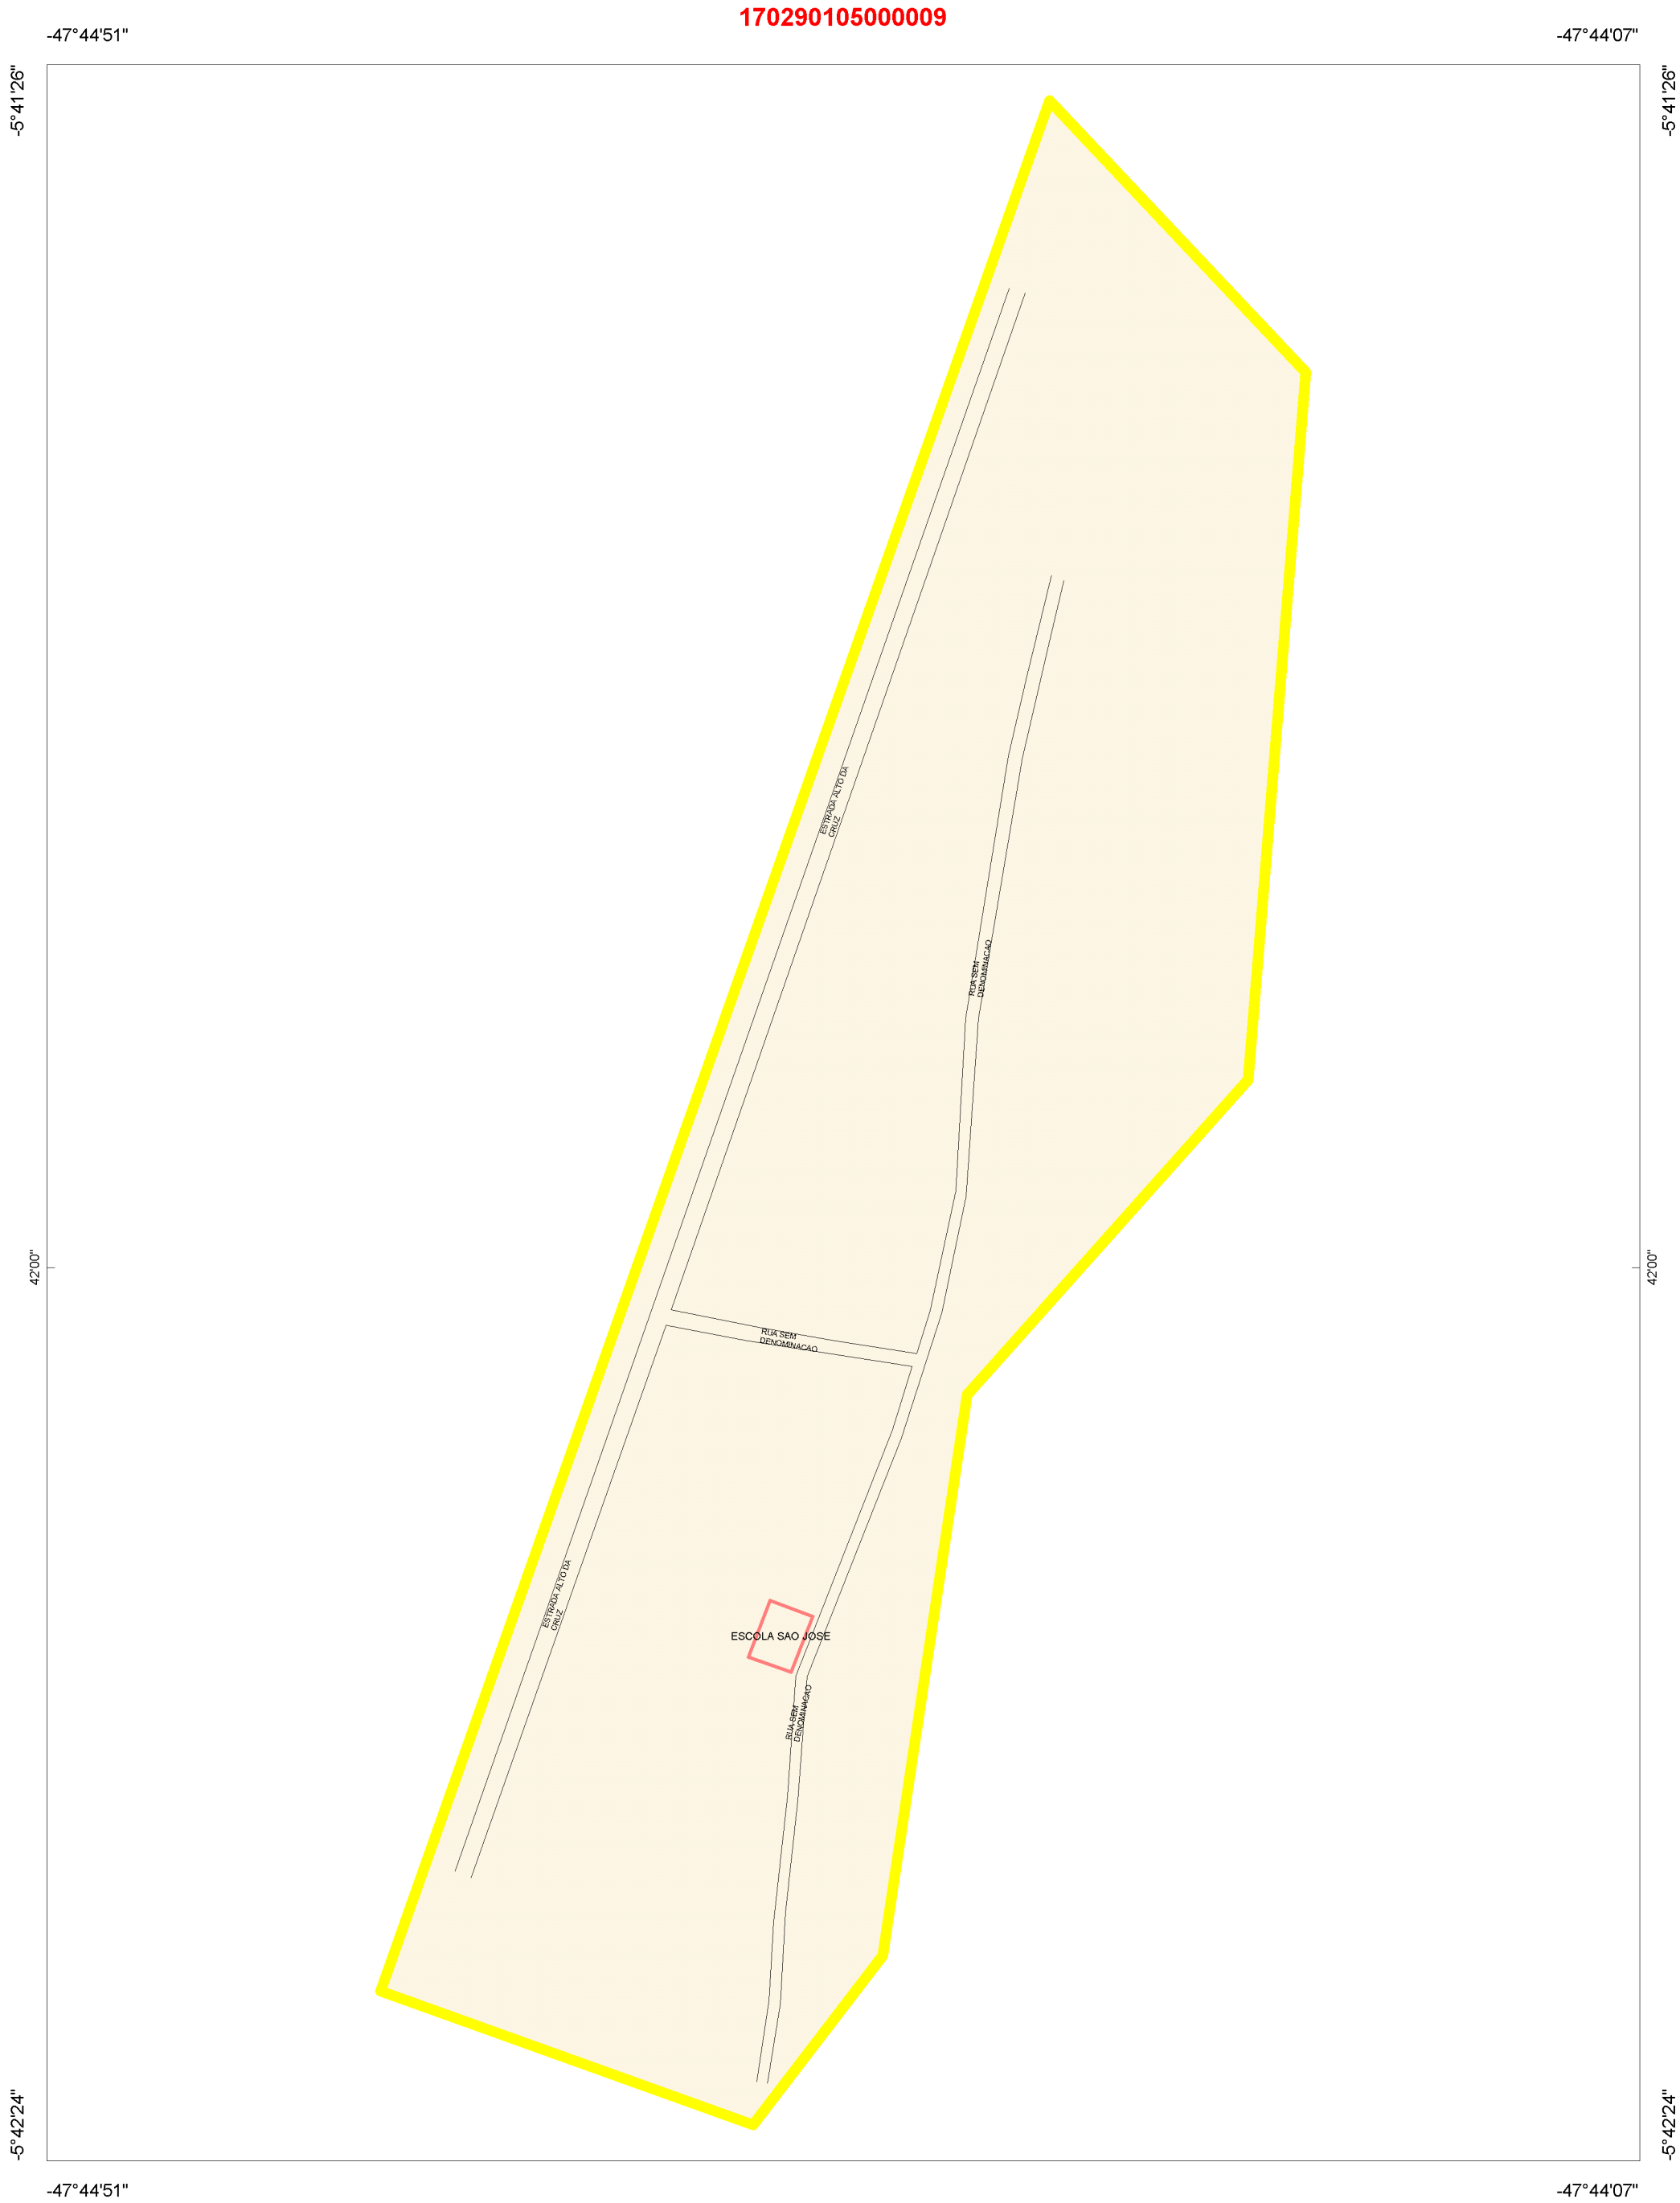 170290105000009
-47°44'51"
-47°44'07"
-5°41'26"
-5°41'26"
ESTRADA ALTO DA
CRUZ
RUA SEM
DENOMINACAO
42'00"
42'00"
RUA SEM
DENOMINACAO
ESTRADA ALTO DA
CRUZ
ESCOLA SAO JOSE
RUA SEM
DENOMINACAO
-5°42'24"
-5°42'24"
-47°44'51"
-47°44'07"